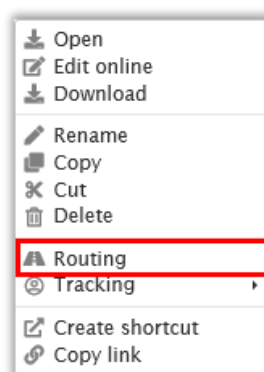 Open
Edit online
Download
Rename
Copy
Cut
Delete
Routing
Tracking
Create shortcut
Copy link